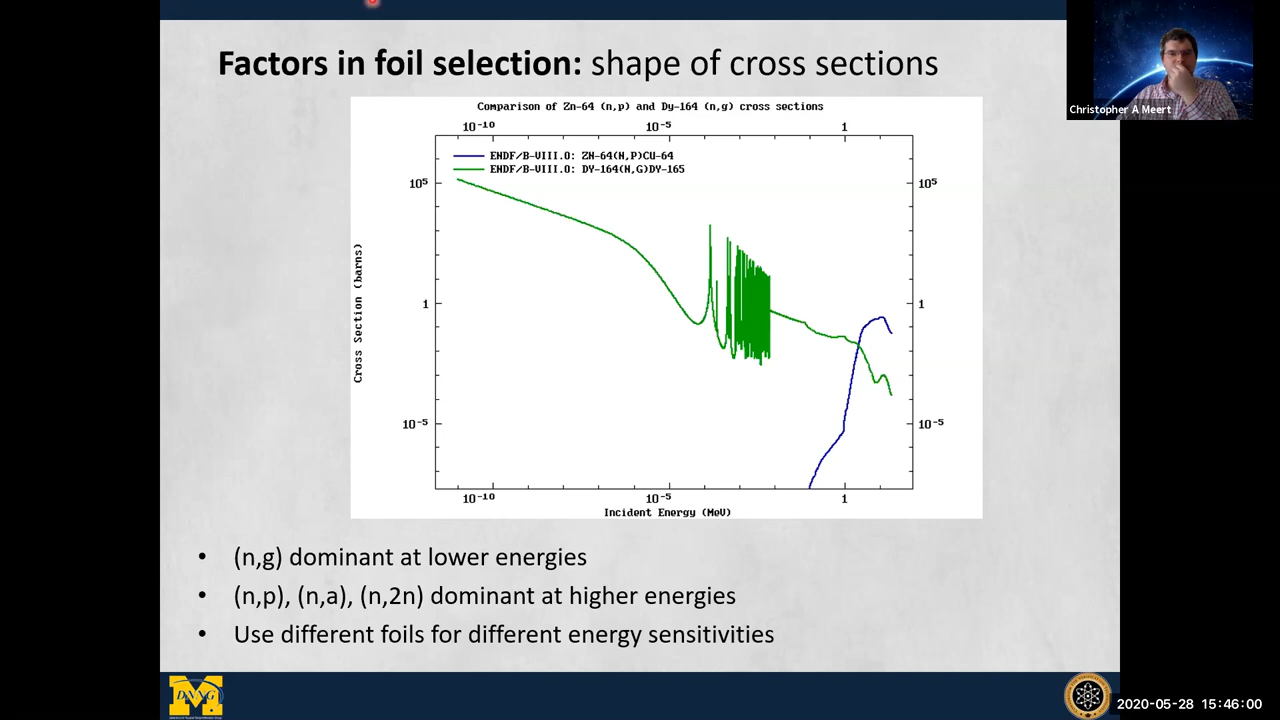 Factors in foil selection: shape of cross sections
Christopher A Meert
Comparison of Zn-64 (n,p) and Dy-164 (n,g) cross sections
10-10 10-5 1
ENDF/B-VIII.0: ZN-64(N,P)CU-64
ENDF/B-VIII.0: DY-164(N,G)DY-165
105 105
Cross Section (barns)
1 1
10-5 10-5
10-10 10-5 1
Incident Energy (MeV)
• (n,g) dominant at lower energies
• (n,p), (n,a), (n,2n) dominant at higher energies
• Use different foils for different energy sensitivities
M
DNNG
2020-05-28 15:46:00